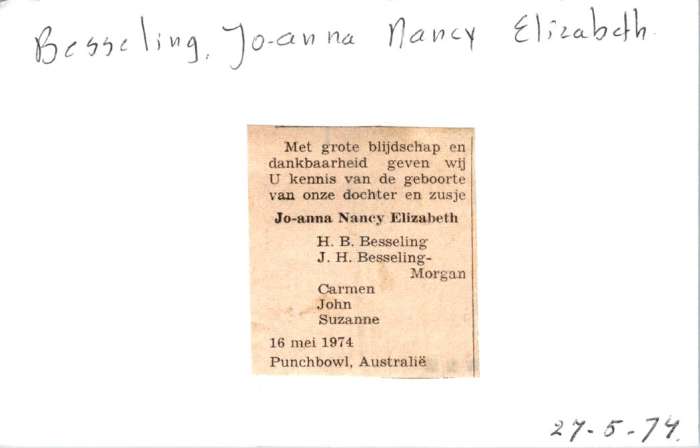 Besseling, Jo-anna Nancy Elizabeth.
Met grote blijdschap en
dankbaarheid geven wij
U kennis van de geboorte
van onze dochter en zusje
Jo-anna Nancy Elizabeth
H. B. Besseling
J. H. Besseling-
Morgan
Carmen
John
Suzanne
16 mei 1974
Punchbowl, Australië
27-5-74.